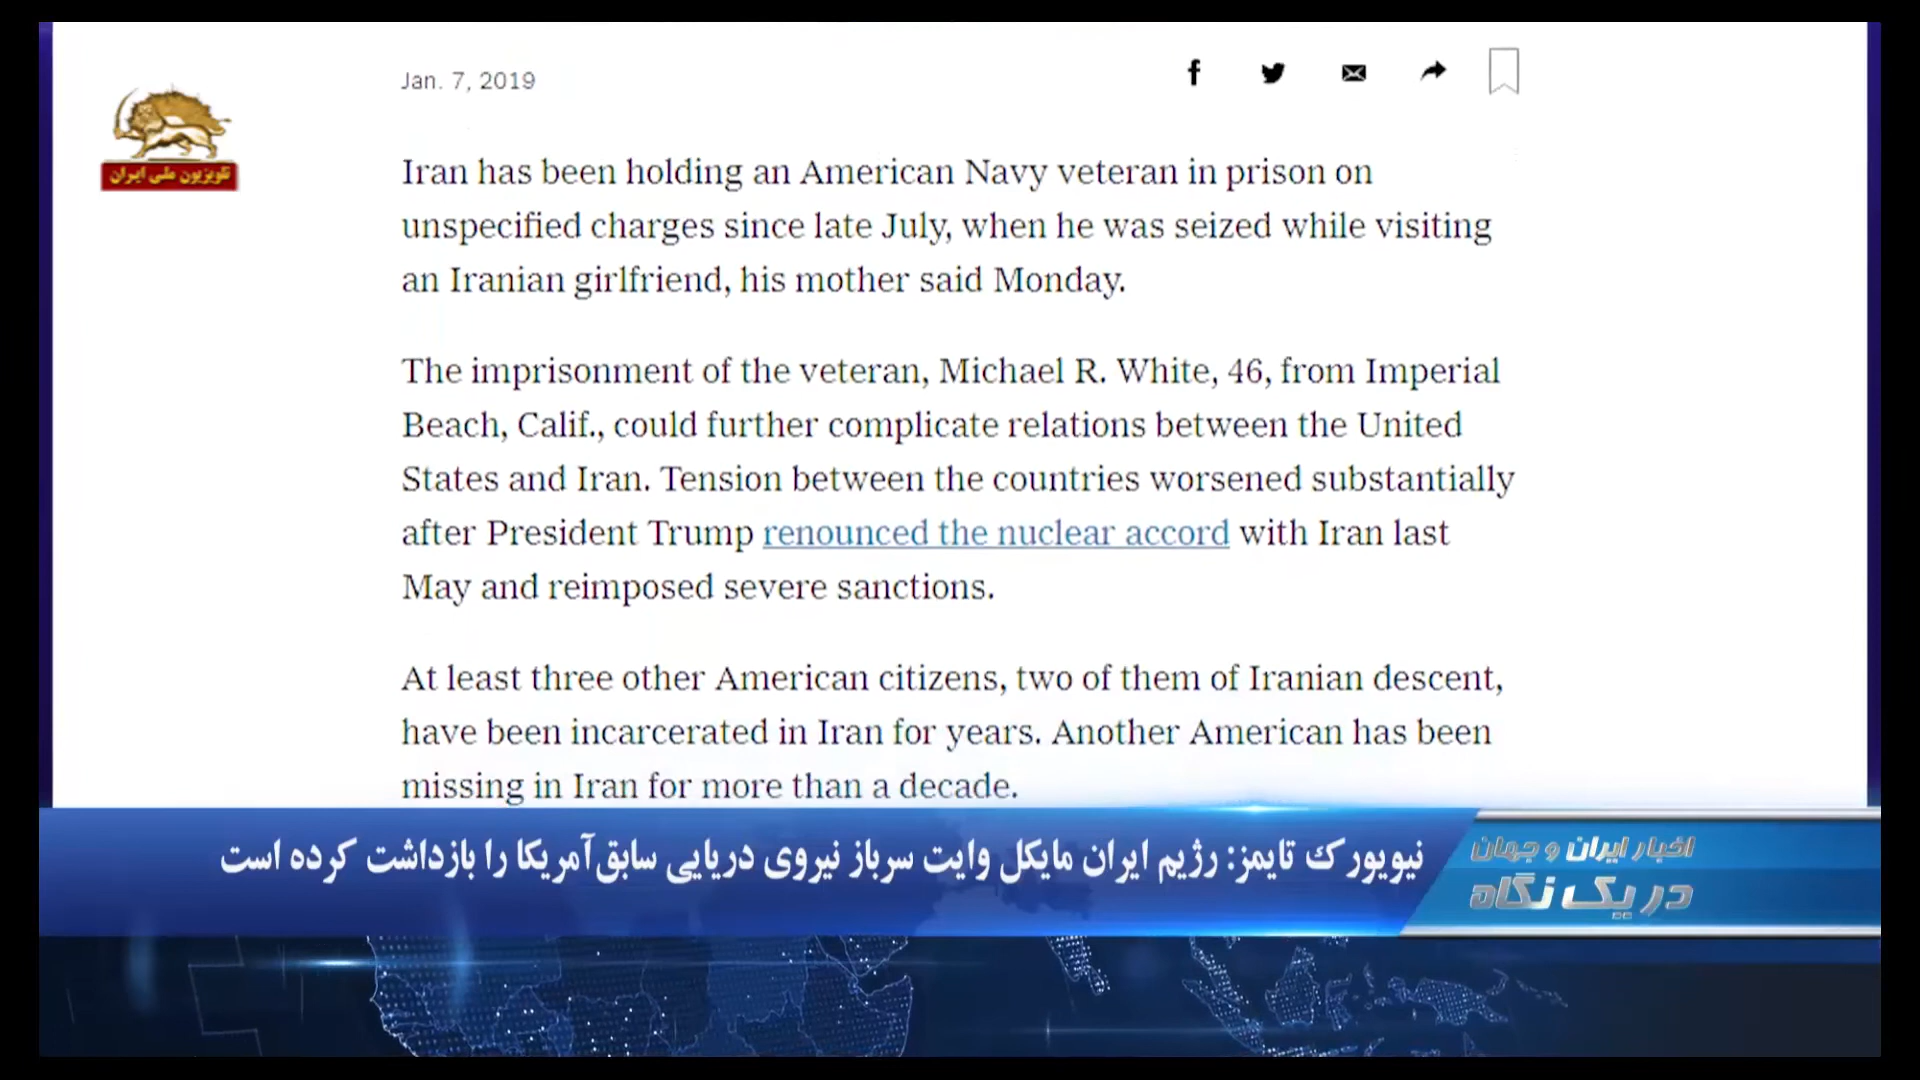 Jan. 7, 2019
تلویزیون ملی ایران
Iran has been holding an American Navy veteran in prison on
unspecified charges since late July, when he was seized while visiting
an Iranian girlfriend, his mother said Monday.
The imprisonment of the veteran, Michael R. White, 46, from Imperial
Beach, Calif., could further complicate relations between the United
States and Iran. Tension between the countries worsened substantially
after President Trump renounced the nuclear accord with Iran last
May and reimposed severe sanctions.
At least three other American citizens, two of them of Iranian descent,
have been incarcerated in Iran for years. Another American has been
missing in Iran for more than a decade.
اخبار ایران و جهان
در یک نگاه
نیویورک تایمز: رژیم ایران مایکل وایت سرباز نیروی دریایی سابق آمریکا را بازداشت کرده است